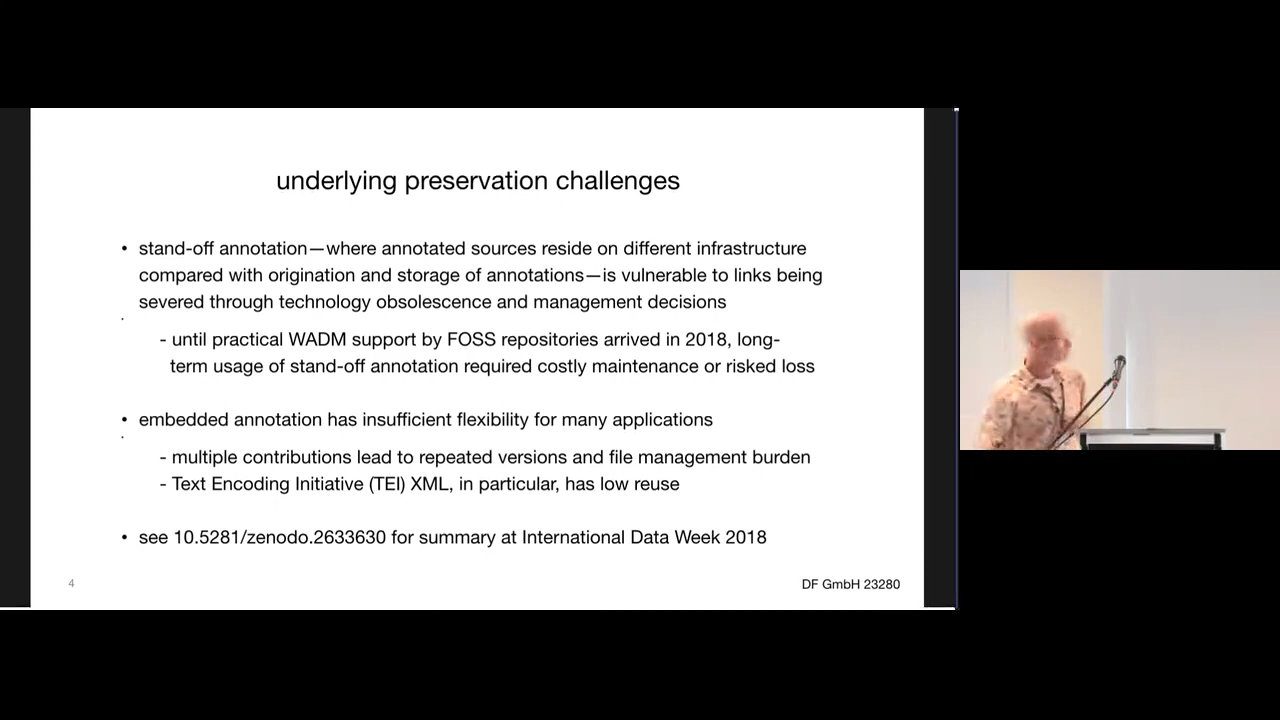 underlying preservation challenges
• stand-off annotation—where annotated sources reside on different infrastructure
compared with origination and storage of annotations—is vulnerable to links being
severed through technology obsolescence and management decisions
- until practical WADM support by FOSS repositories arrived in 2018, long-
term usage of stand-off annotation required costly maintenance or risked loss
• embedded annotation has insufficient flexibility for many applications
- multiple contributions lead to repeated versions and file management burden
- Text Encoding Initiative (TEI) XML, in particular, has low reuse
• see 10.5281/zenodo.2633630 for summary at International Data Week 2018
4
DF GmbH 23280